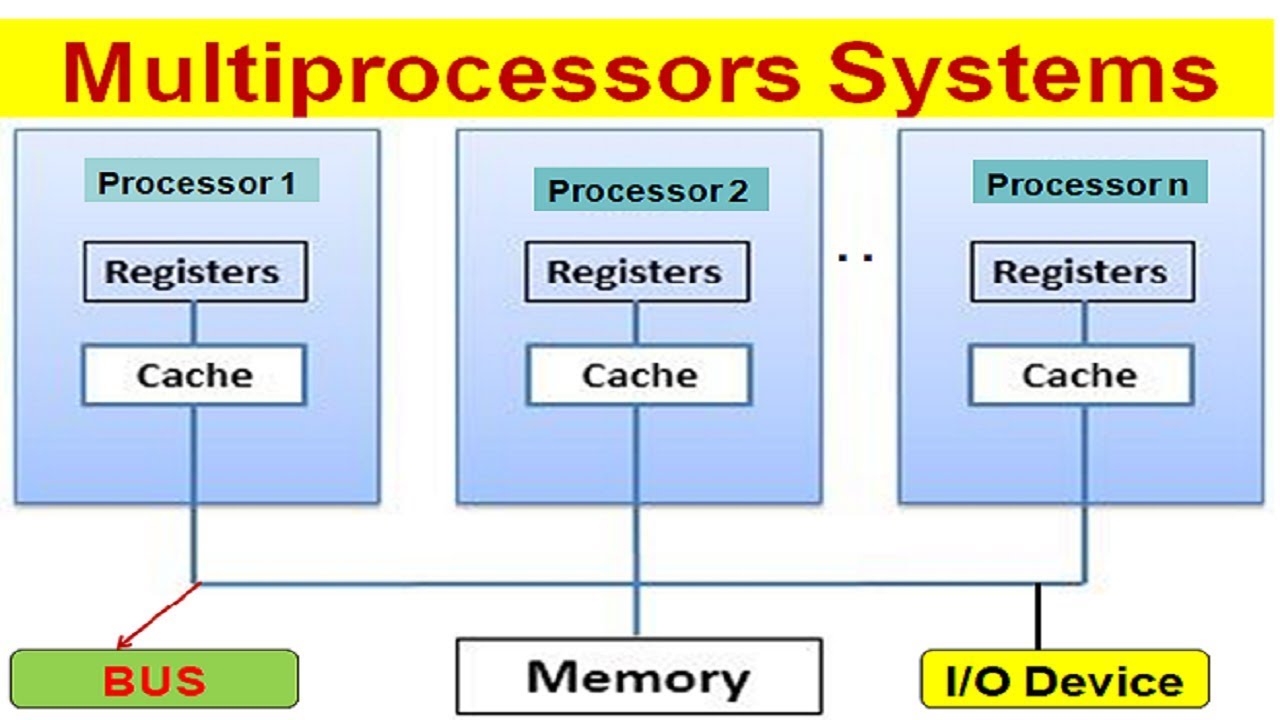 Multiprocessors Systems
Processor 1
Registers
Cache
Processor 2
Registers
Cache
. .
Processor n
Registers
Cache
BUS
Memory
I/O Device